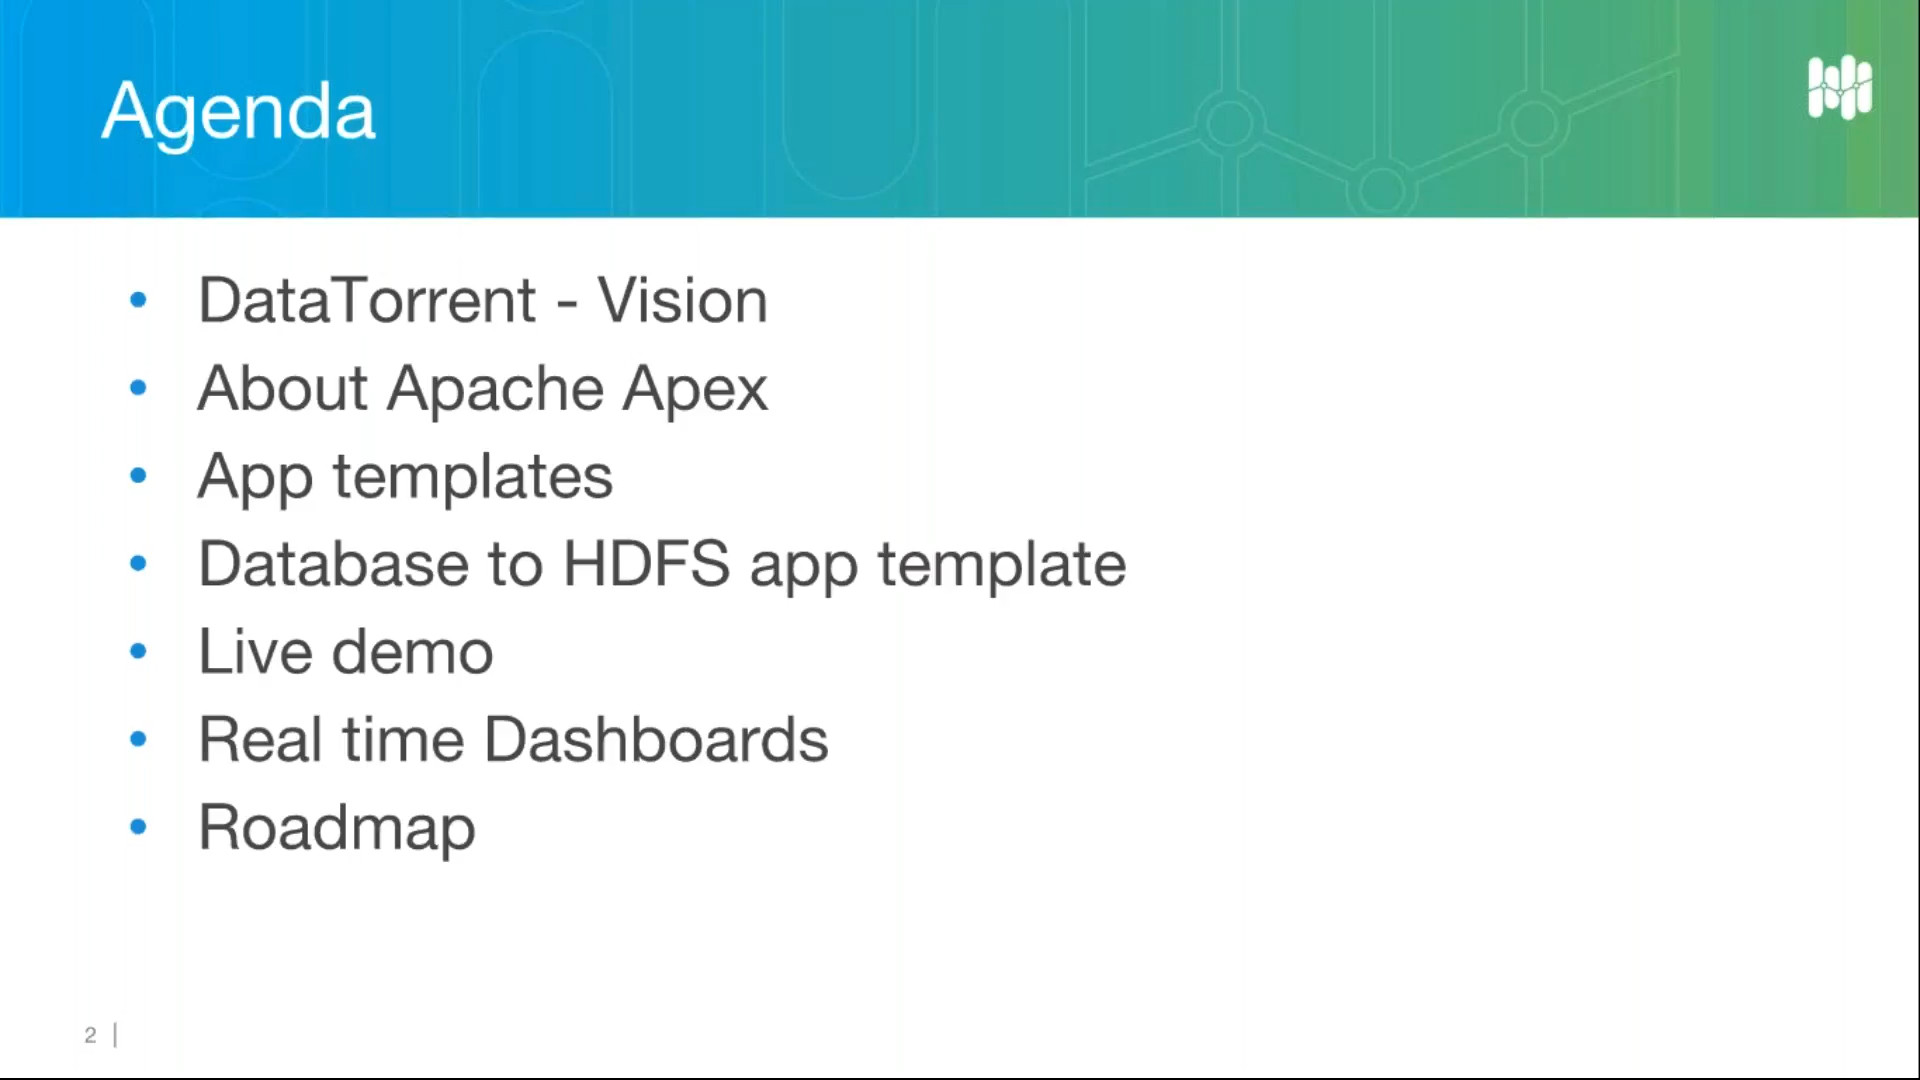 Agenda
• DataTorrent - Vision
• About Apache Apex
• App templates
• Database to HDFS app template
• Live demo
• Real time Dashboards
• Roadmap
2 |